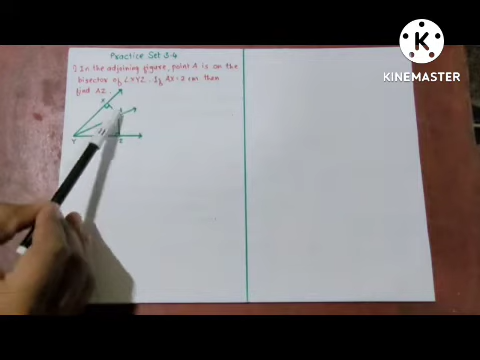 Practice Set 3.4
1) In the adjoining figure, point A is on the
bisector of ∠XYZ. If AX = 2 cm then
find AZ.
X
A
Y
Z
K
KINEMASTER